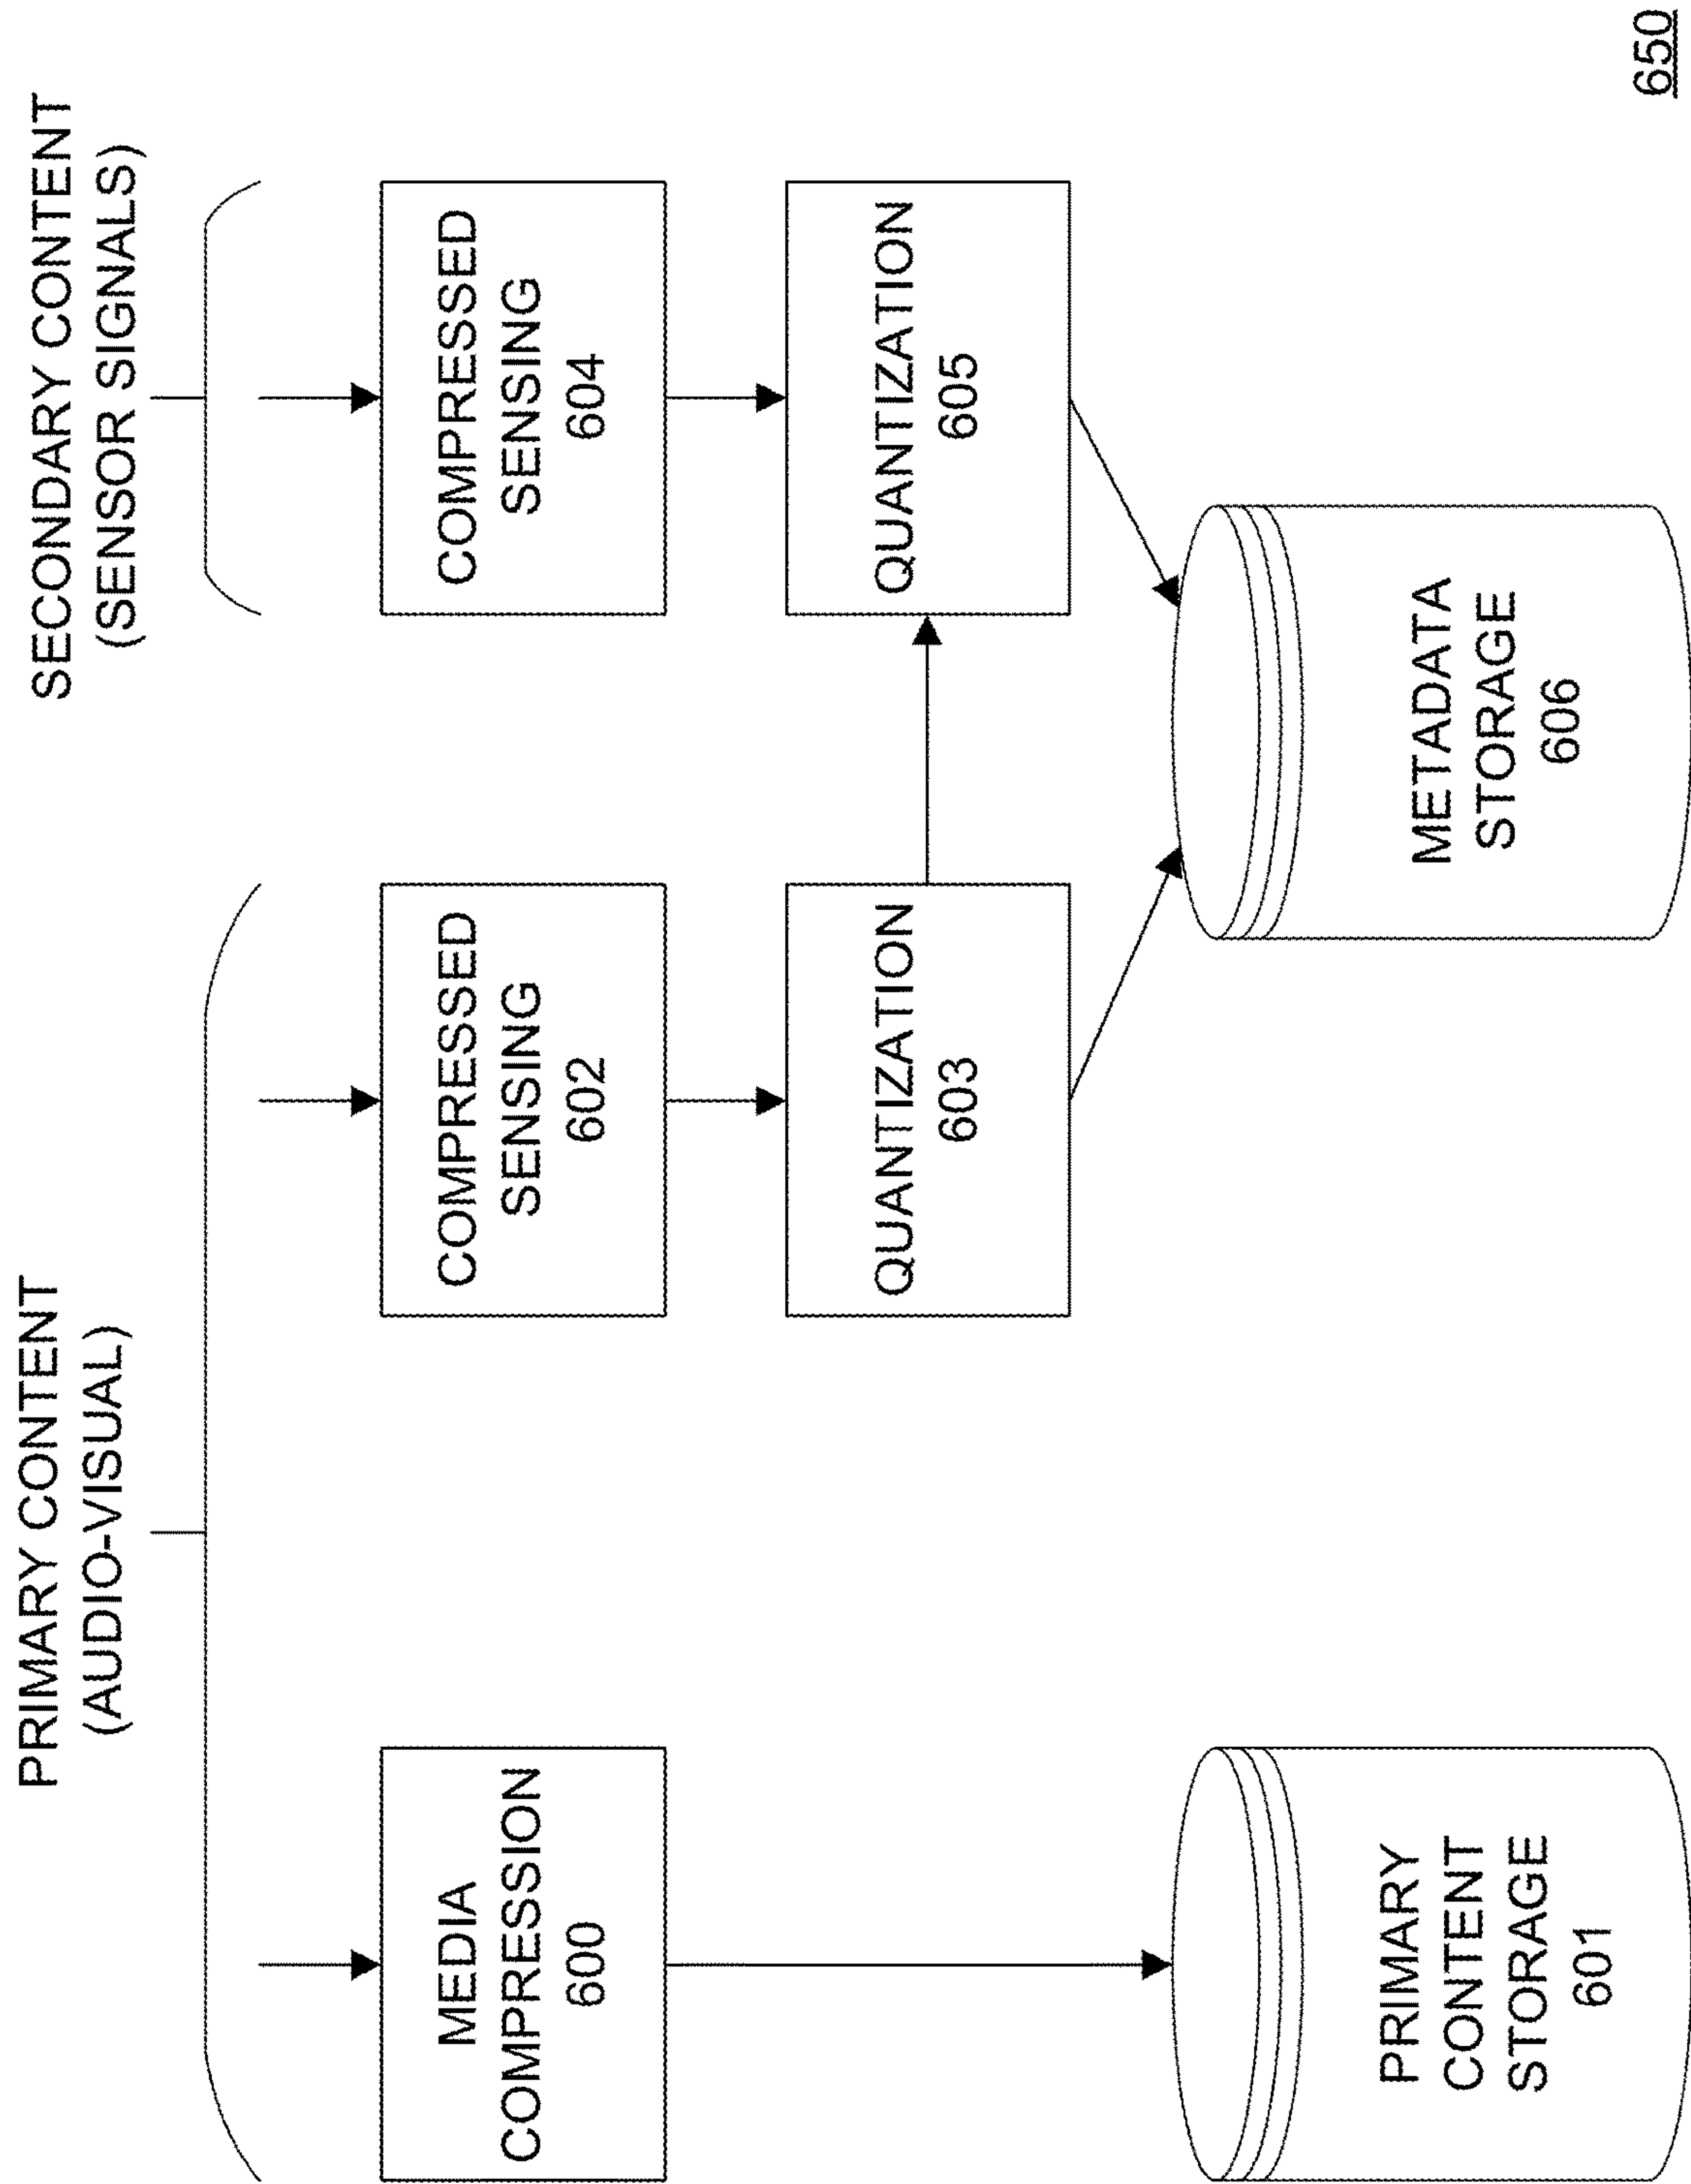 PRIMARY CONTENT
(AUDIO-VISUAL)
SECONDARY CONTENT
(SENSOR SIGNALS)
MEDIA
COMPRESSION
600
COMPRESSED
SENSING
602
COMPRESSED
SENSING
604
QUANTIZATION
603
QUANTIZATION
605
PRIMARY
CONTENT
STORAGE
601
METADATA
STORAGE
606
650